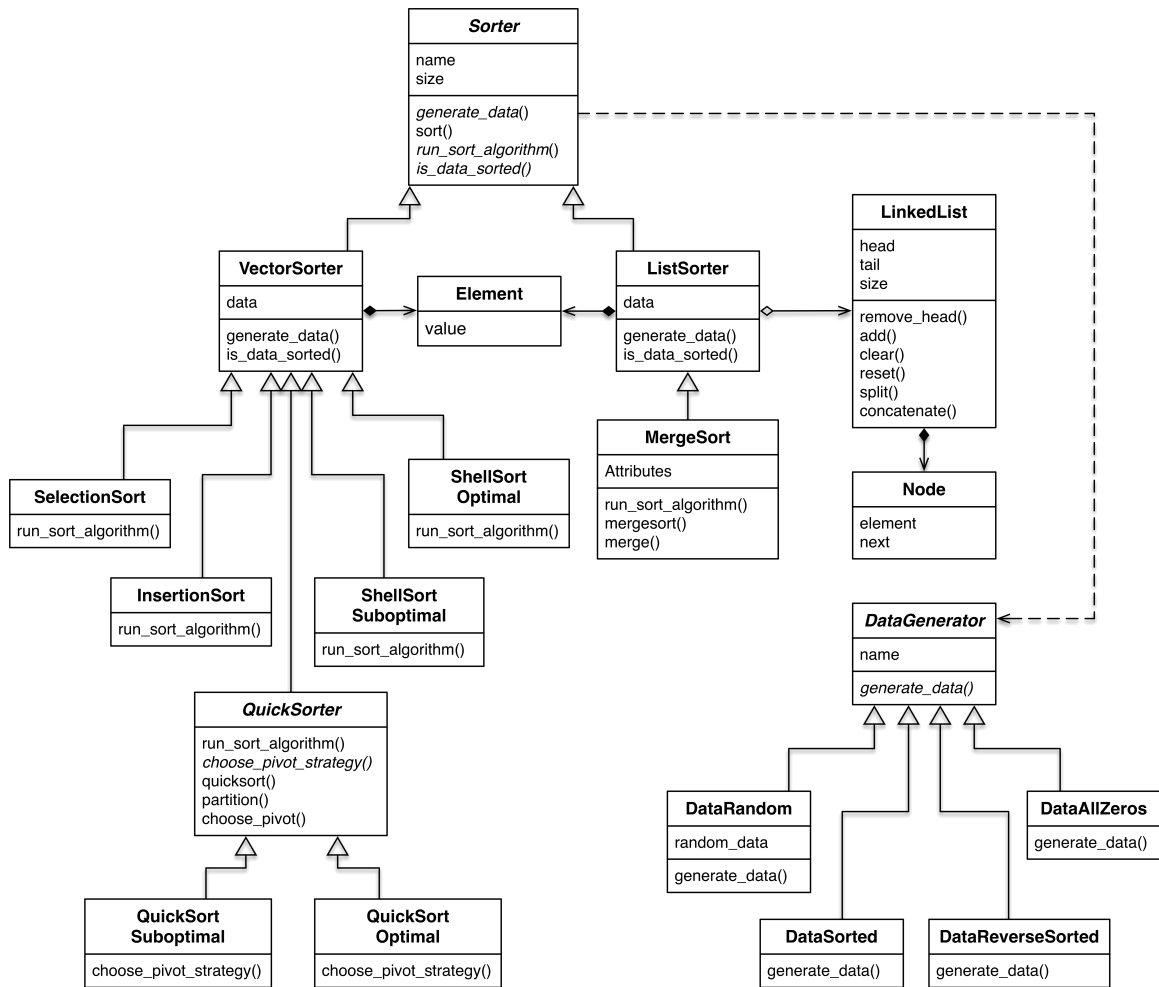 Sorter
name
size
generate_data()
sort()
run_sort_algorithm()
is_data_sorted()
VectorSorter
data
generate_data()
is_data_sorted()
Element
value
ListSorter
data
generate_data()
is_data_sorted()
LinkedList
head
tail
size
remove_head()
add()
clear()
reset()
split()
concatenate()
MergeSort
Attributes
run_sort_algorithm()
mergesort()
merge()
Node
element
next
SelectionSort
run_sort_algorithm()
ShellSort
Optimal
run_sort_algorithm()
InsertionSort
run_sort_algorithm()
ShellSort
Suboptimal
run_sort_algorithm()
QuickSorter
run_sort_algorithm()
choose_pivot_strategy()
quicksort()
partition()
choose_pivot()
QuickSort
Suboptimal
choose_pivot_strategy()
QuickSort
Optimal
choose_pivot_strategy()
DataGenerator
name
generate_data()
DataRandom
random_data
generate_data()
DataAllZeros
generate_data()
DataSorted
generate_data()
DataReverseSorted
generate_data()